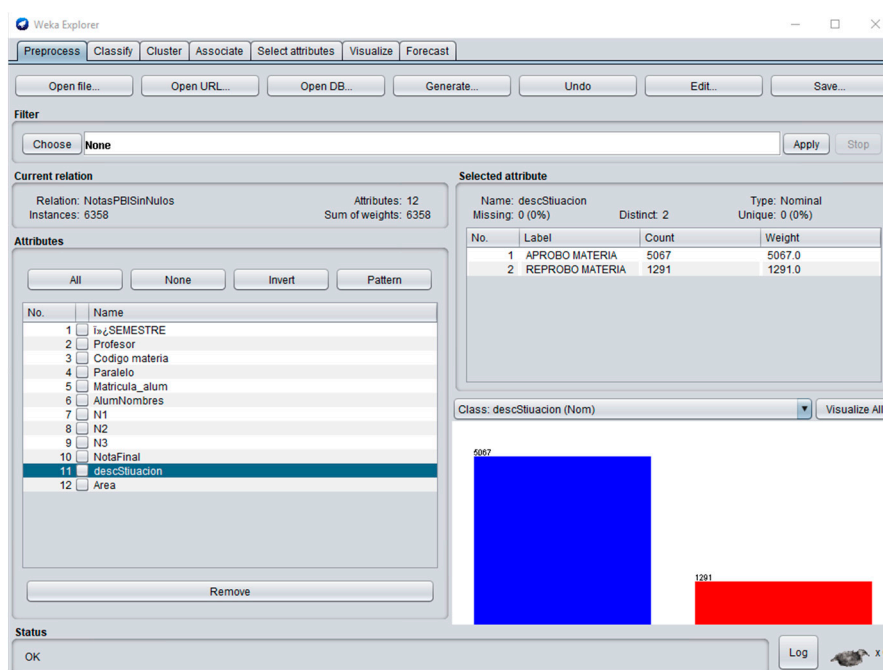 Weka Explorer
Preprocess Classify Cluster Associate Select attributes Visualize Forecast
Open file... Open URL... Open DB... Generate... Undo Edit... Save...
Filter
Choose None Apply Stop
Current relation
Relation: NotasPBISinNulos Attributes: 12
Instances: 6358 Sum of weights: 6358
Attributes
All None Invert Pattern
No. Name
1 ï»¿SEMESTRE
2 Profesor
3 Codigo materia
4 Paralelo
5 Matricula_alum
6 AlumNombres
7 N1
8 N2
9 N3
10 NotaFinal
11 descStiuacion
12 Area
Remove
Selected attribute
Name: descStiuacion Type: Nominal
Missing: 0 (0%) Distinct: 2 Unique: 0 (0%)
No. Label Count Weight
1 APROBO MATERIA 5067 5067.0
2 REPROBO MATERIA 1291 1291.0
Class: descStiuacion (Nom) Visualize All
5067
1291
Status
OK Log x